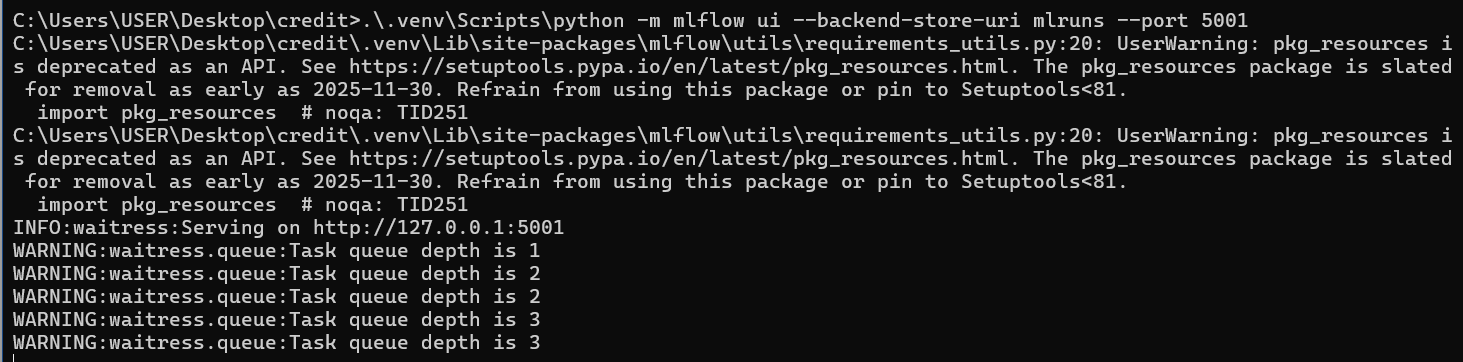 C:\Users\USER\Desktop\credit>.\.venv\Scripts\python -m mlflow ui --backend-store-uri mlruns --port 5001
C:\Users\USER\Desktop\credit\.venv\Lib\site-packages\mlflow\utils\requirements_utils.py:20: UserWarning: pkg_resources i
s deprecated as an API. See https://setuptools.pypa.io/en/latest/pkg_resources.html. The pkg_resources package is slated
 for removal as early as 2025-11-30. Refrain from using this package or pin to Setuptools<81.
  import pkg_resources  # noqa: TID251
C:\Users\USER\Desktop\credit\.venv\Lib\site-packages\mlflow\utils\requirements_utils.py:20: UserWarning: pkg_resources i
s deprecated as an API. See https://setuptools.pypa.io/en/latest/pkg_resources.html. The pkg_resources package is slated
 for removal as early as 2025-11-30. Refrain from using this package or pin to Setuptools<81.
  import pkg_resources  # noqa: TID251
INFO:waitress:Serving on http://127.0.0.1:5001
WARNING:waitress.queue:Task queue depth is 1
WARNING:waitress.queue:Task queue depth is 2
WARNING:waitress.queue:Task queue depth is 2
WARNING:waitress.queue:Task queue depth is 3
WARNING:waitress.queue:Task queue depth is 3